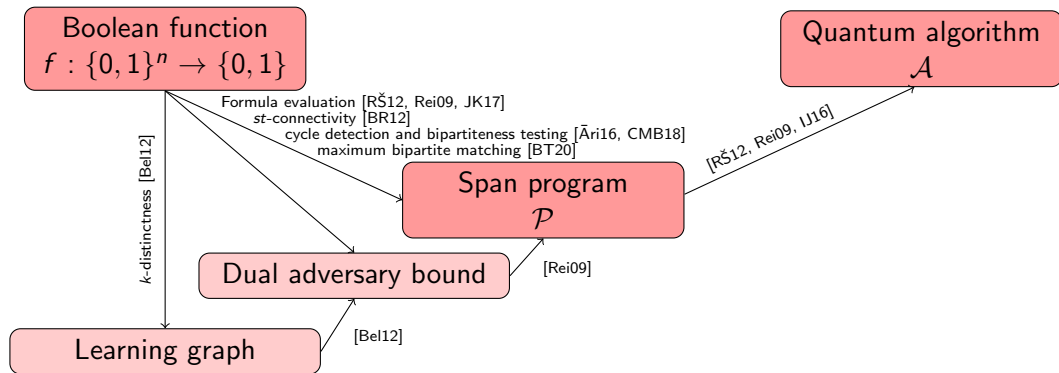 Boolean function
f : {0, 1}ⁿ → {0, 1}
Quantum algorithm
𝒜
Formula evaluation [RŠ12, Rei09, JK17]
st-connectivity [BR12]
cycle detection and bipartiteness testing [Āri16, CMB18]
maximum bipartite matching [BT20]
[RŠ12, Rei09, IJ16]
k-distinctness [Bel12]
Span program
𝒫
Dual adversary bound
[Rei09]
Learning graph
[Bel12]